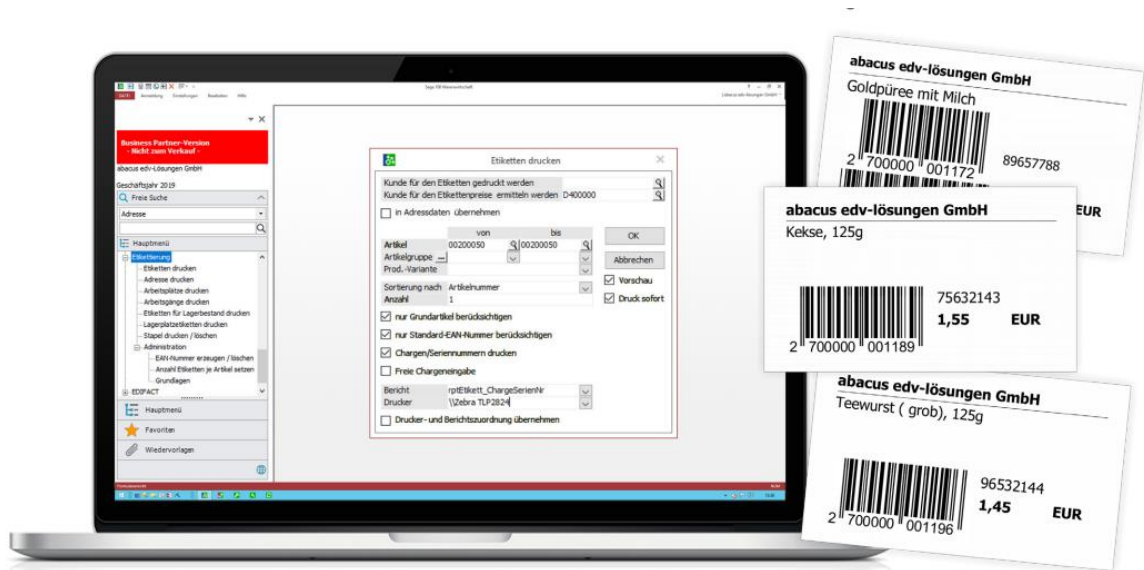 Sage 100 Warenwirtschaft
Business Partner-Version
- Nicht zum Verkauf -
abacus edv-Lösungen GmbH
Geschäftsjahr 2019
Freie Suche
Adresse
Hauptmenü
Etikettierung
Etiketten drucken
Adresse drucken
Arbeitsplätze drucken
Arbeitsgänge drucken
Etiketten für Lagerbestand drucken
Lagerplatzetiketten drucken
Stapel drucken / löschen
Administration
EAN-Nummer erzeugen / löschen
Anzahl Etiketten je Artikel setzen
Grundlagen
EDIFACT
Hauptmenü
Favoriten
Wiedervorlagen
Etiketten drucken
Kunde für den Etiketten gedruckt werden
Kunde für den Etikettenpreise ermitteln werden D400000
in Adressdaten übernehmen
von bis
Artikel 00200050 00200050
Artikelgruppe ...
Prod.-Variante
Sortierung nach Artikelnummer
Anzahl 1
OK
Abbrechen
Vorschau
Druck sofort
nur Grundartikel berücksichtigen
nur Standard-EAN-Nummer berücksichtigen
Chargen/Seriennummern drucken
Freie Chargeneingabe
Bericht rptEtikett_ChargeSerienNr
Drucker \\Zebra TLP2824
Drucker- und Berichtszuordnung übernehmen
abacus edv-lösungen GmbH
Goldpüree mit Milch
2 700000 001172
89657788
EUR
abacus edv-lösungen GmbH
Kekse, 125g
75632143
1,55 EUR
2 700000 001189
abacus edv-lösungen GmbH
Teewurst ( grob), 125g
96532144
1,45 EUR
2 700000 001196